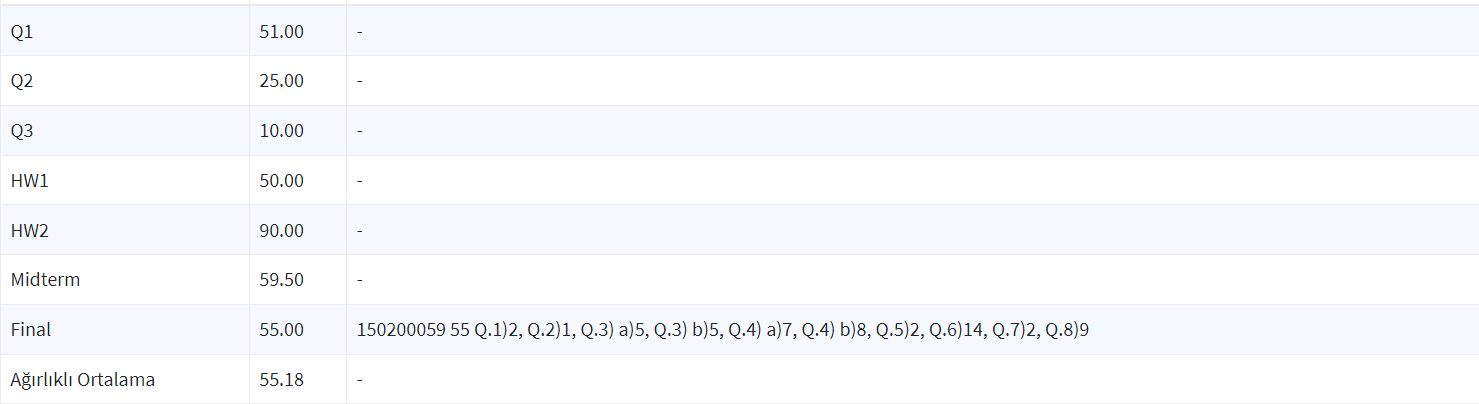 Q1 51.00 -
Q2 25.00 -
Q3 10.00 -
HW1 50.00 -
HW2 90.00 -
Midterm 59.50 -
Final 55.00 150200059 55 Q.1)2, Q.2)1, Q.3) a)5, Q.3) b)5, Q.4) a)7, Q.4) b)8, Q.5)2, Q.6)14, Q.7)2, Q.8)9
Ağırlıklı Ortalama 55.18 -